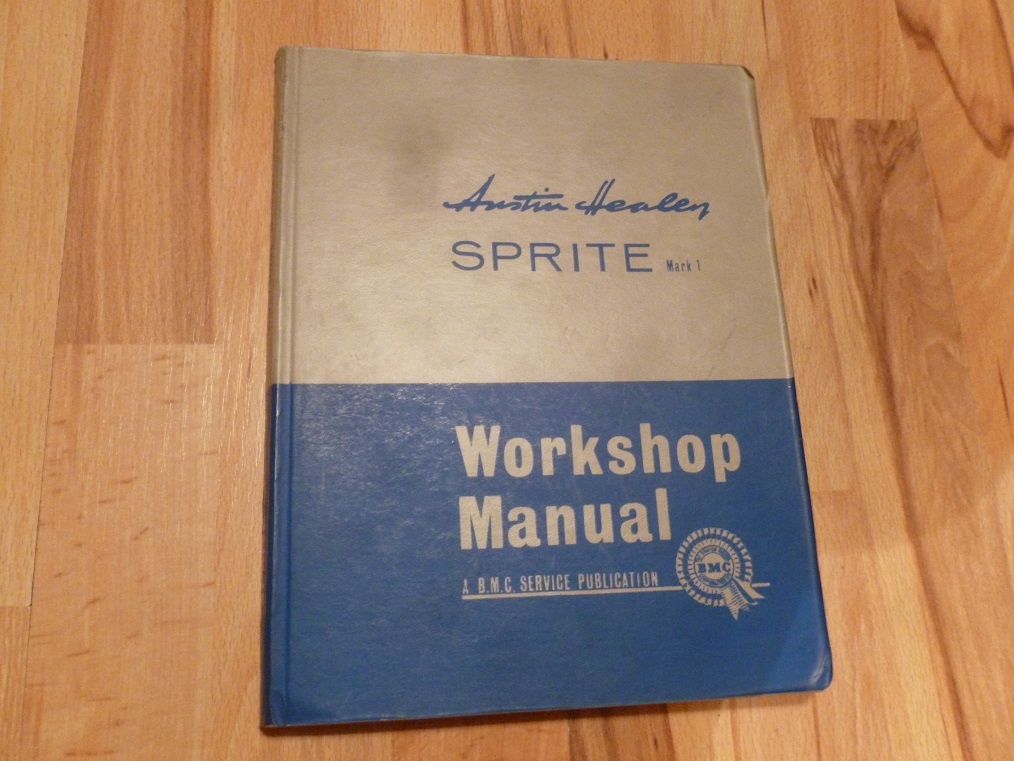 Austin Healey
SPRITE Mark 1
Workshop
Manual
A B.M.C. SERVICE PUBLICATION
BMC